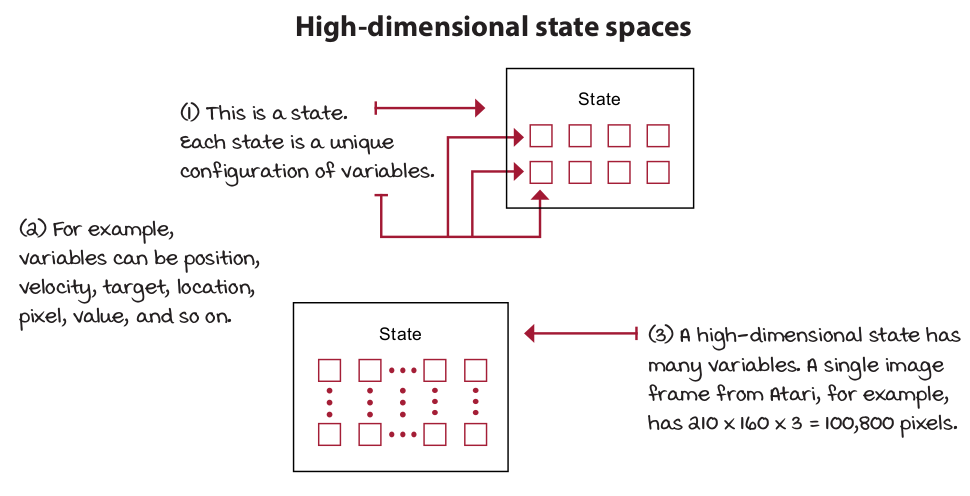 High-dimensional state spaces
(1) This is a state.
Each state is a unique
configuration of variables.
State
(2) For example,
variables can be position,
velocity, target, location,
pixel, value, and so on.
State
(3) A high-dimensional state has
many variables. A single image
frame from Atari, for example,
has 210 x 160 x 3 = 100,800 pixels.